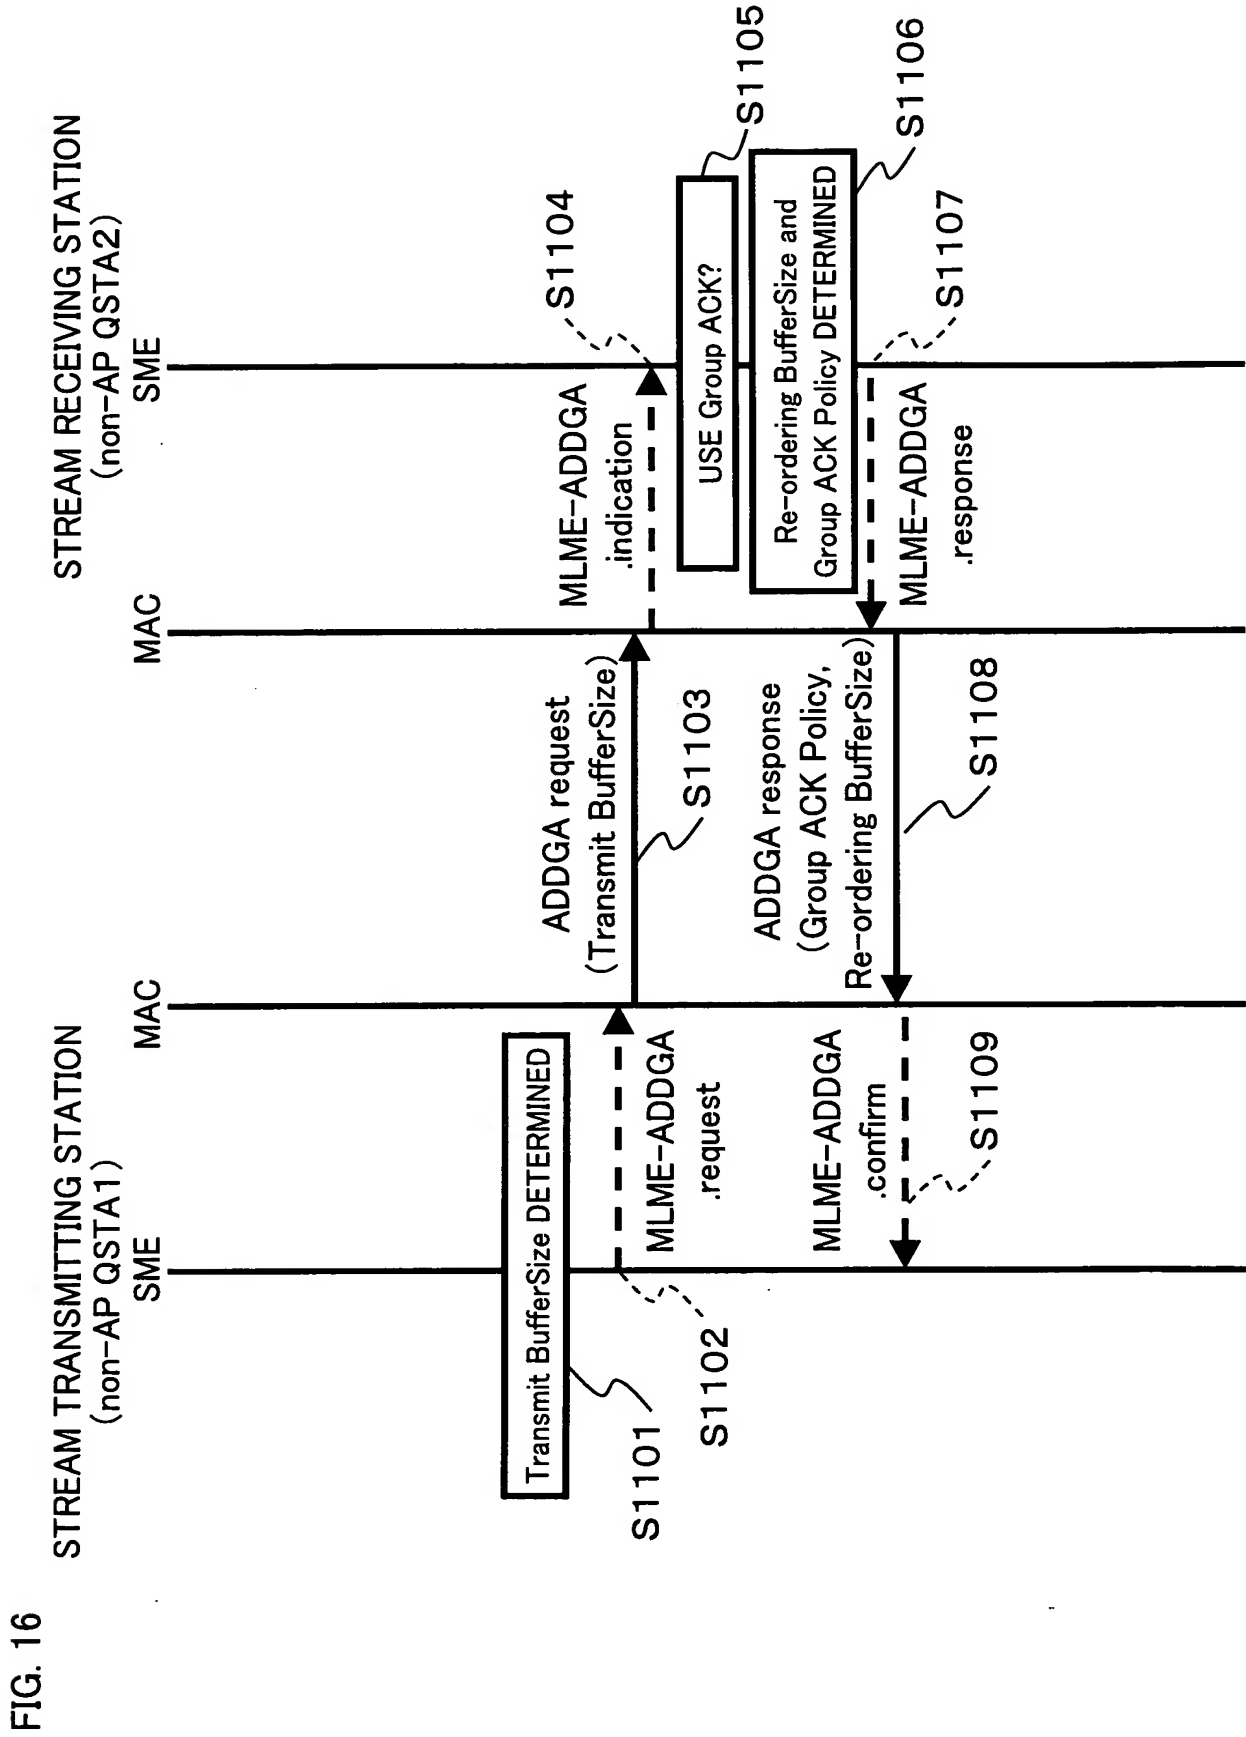 FIG. 16
STREAM TRANSMITTING STATION
(non-AP QSTA1)
SME
MAC
STREAM RECEIVING STATION
(non-AP QSTA2)
MAC
SME
Transmit BufferSize DETERMINED
S1101
S1102
MLME-ADDGA
.request
ADDGA request
(Transmit BufferSize)
S1103
MLME-ADDGA
.indication
S1104
USE Group ACK?
S1105
Re-ordering BufferSize and
Group ACK Policy DETERMINED
S1106
MLME-ADDGA
.response
S1107
ADDGA response
(Group ACK Policy,
Re-ordering BufferSize)
S1108
MLME-ADDGA
.confirm
S1109